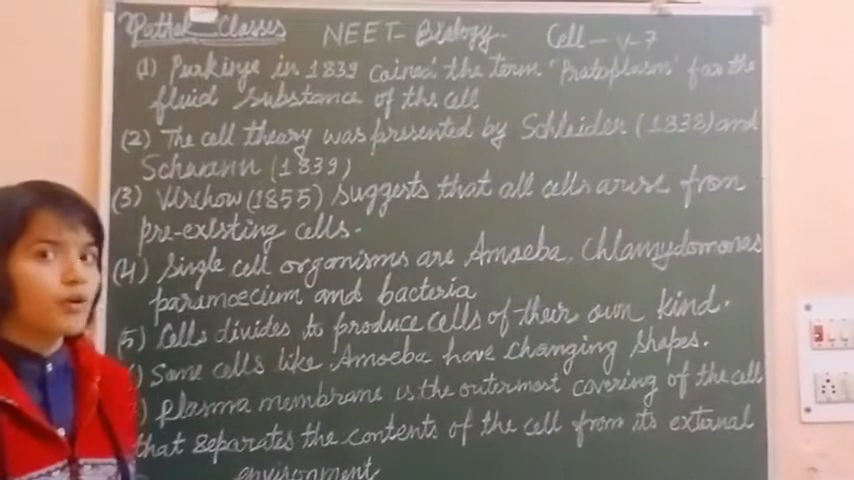 Pathak Classes NEET- Biology- Cell - V-7
(1) Purkinje in 1839 coined the term "Protoplasm" for the
fluid substance of the cell
(2) The cell theory was presented by Schleider (1838) and
Schwann (1839)
(3) Virchow (1855) suggests that all cells arise from
pre-existing cells.
(4) Single cell organisms are Amoeba, Chlamydomonas
paramoecium and bacteria
5) Cells divides to produce cells of their own kind.
) Some cells like Amoeba have changing shapes.
) Plasma membrane is the outermost covering of the cell
that separates the contents of the cell from its external
environment